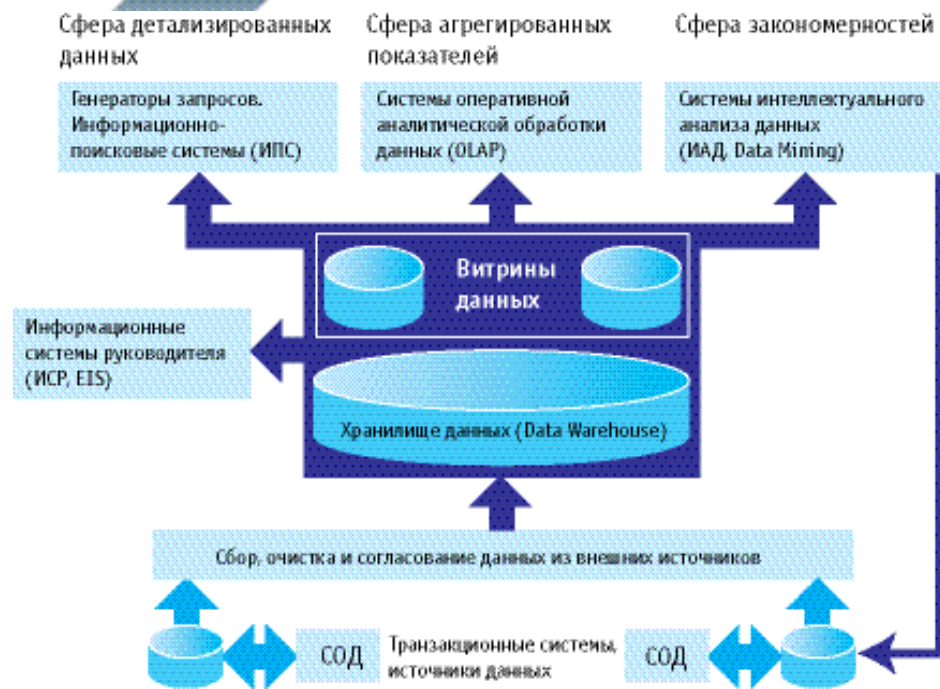 Сфера детализированных
данных
Сфера агрегированных
показателей
Сфера закономерностей
Генераторы запросов.
Информационно-
поисковые системы (ИПС)
Системы оперативной
аналитической обработки
данных (OLAP)
Системы интеллектуального
анализа данных
(ИАД, Data Mining)
Витрины
данных
Информационные
системы руководителя
(ИСР, EIS)
Хранилище данных (Data Warehouse)
Сбор, очистка и согласование данных из внешних источников
СОД
Транзакционные системы,
источники данных
СОД